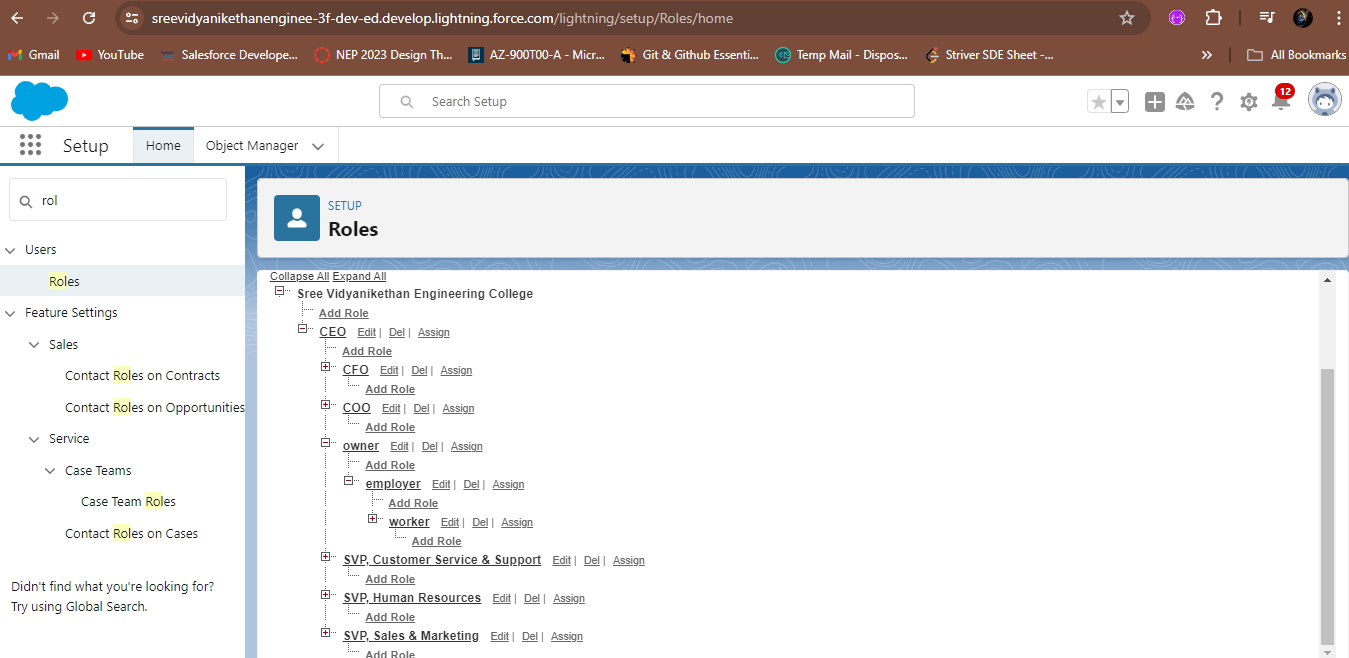 sreevidyanikethanenginee-3f-dev-ed.develop.lightning.force.com/lightning/setup/Roles/home
Gmail YouTube Salesforce Develope... NEP 2023 Design Th... AZ-900T00-A - Micr... Git & Github Essenti... Temp Mail - Dispos... Striver SDE Sheet -... » All Bookmarks
Search Setup 12
Setup Home Object Manager
rol
Users
Roles
Feature Settings
Sales
Contact Roles on Contracts
Contact Roles on Opportunities
Service
Case Teams
Case Team Roles
Contact Roles on Cases
Didn't find what you're looking for?
Try using Global Search.
SETUP
Roles
Collapse All Expand All
Sree Vidyanikethan Engineering College
Add Role
CEO Edit | Del | Assign
Add Role
CFO Edit | Del | Assign
Add Role
COO Edit | Del | Assign
Add Role
owner Edit | Del | Assign
Add Role
employer Edit | Del | Assign
Add Role
worker Edit | Del | Assign
Add Role
SVP, Customer Service & Support Edit | Del | Assign
Add Role
SVP, Human Resources Edit | Del | Assign
Add Role
SVP, Sales & Marketing Edit | Del | Assign
Add Role